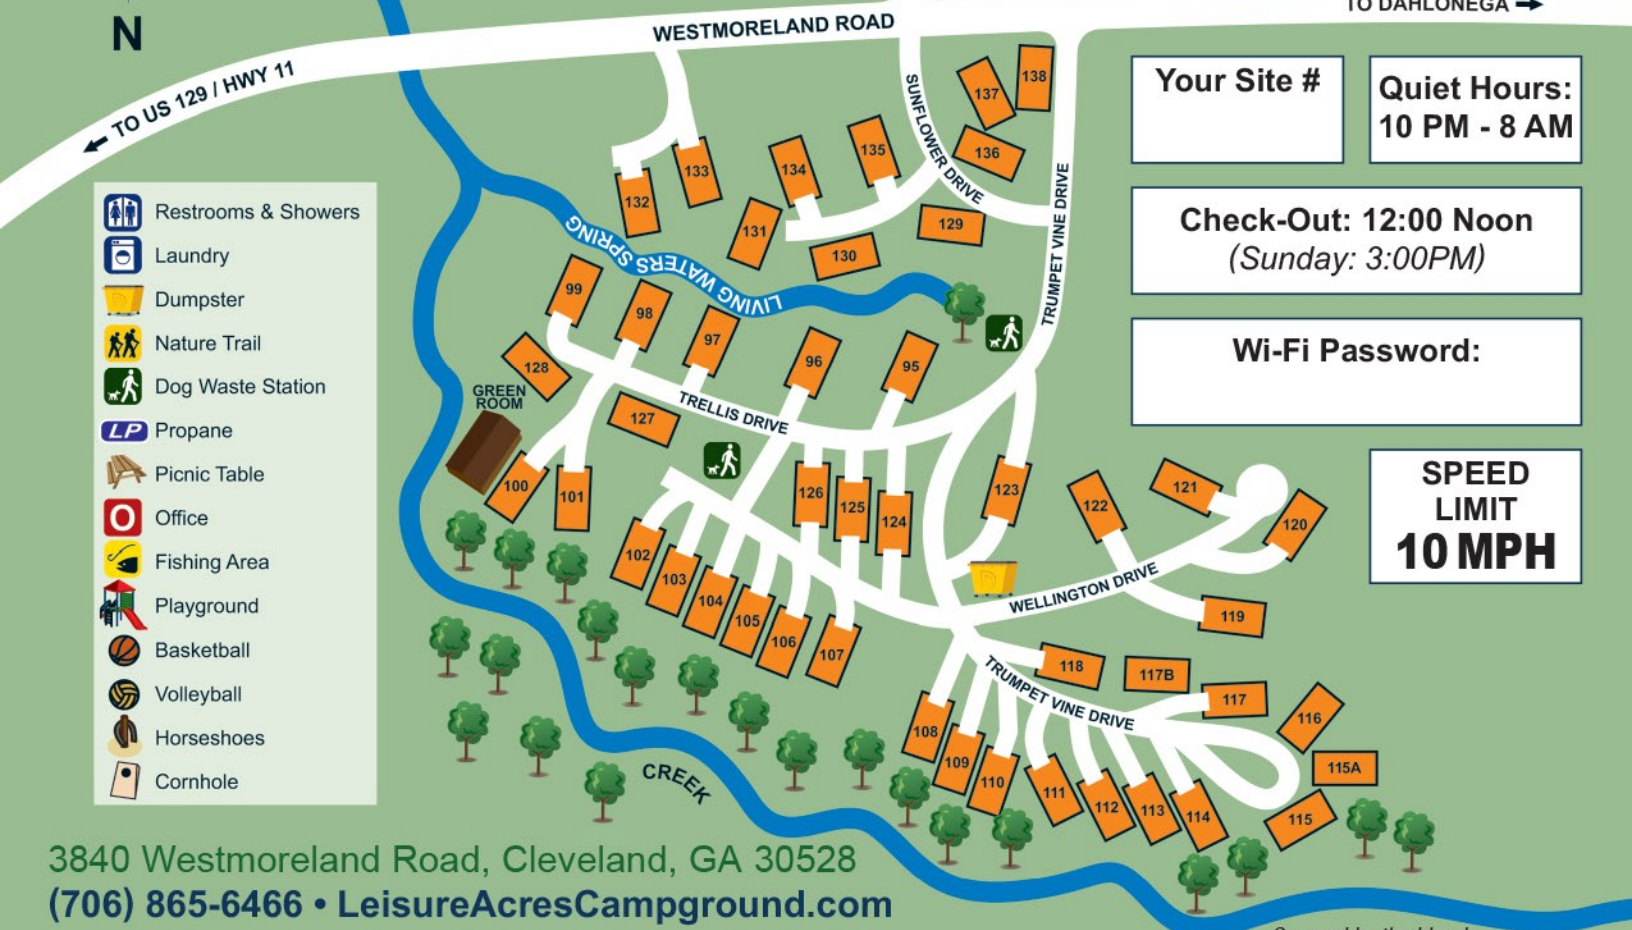 TO DAHLONEGA
N
WESTMORELAND ROAD
TO US 129 / HWY 11
Your Site #
Quiet Hours:
10 PM - 8 AM
Check-Out: 12:00 Noon
(Sunday: 3:00PM)
Wi-Fi Password:
SPEED
LIMIT
10 MPH
Restrooms & Showers
Laundry
Dumpster
Nature Trail
Dog Waste Station
LP Propane
Picnic Table
O Office
Fishing Area
Playground
Basketball
Volleyball
Horseshoes
Cornhole
SUNFLOWER DRIVE
TRUMPET VINE DRIVE
LIVING WATERS SPRING
138
137
136
135
134
133
132
131
130
129
99
98
97
96
95
128
127
GREEN
ROOM
TRELLIS DRIVE
100
101
126
125
124
123
122
121
120
119
WELLINGTON DRIVE
102
103
104
105
106
107
118
117B
117
116
115A
115
TRUMPET VINE DRIVE
108
109
110
111
112
113
114
CREEK
3840 Westmoreland Road, Cleveland, GA 30528
(706) 865-6466 • LeisureAcresCampground.com